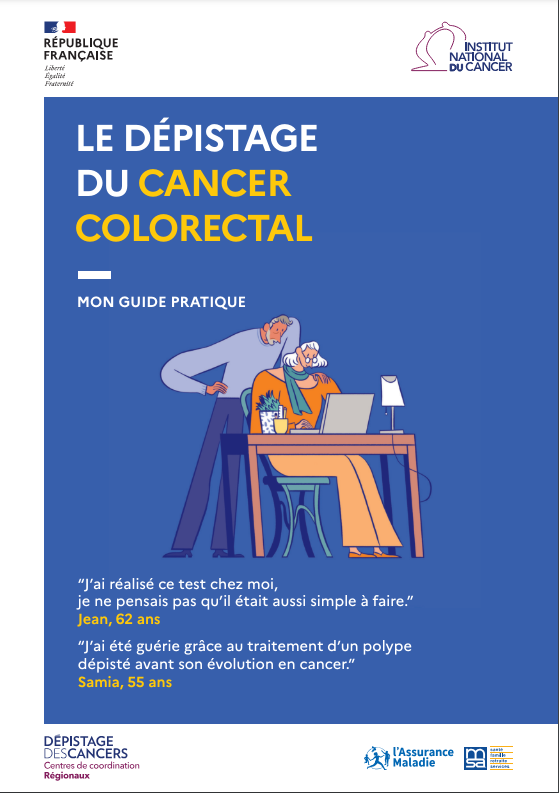 RÉPUBLIQUE
FRANÇAISE
Liberté
Égalité
Fraternité
INSTITUT
NATIONAL
DU CANCER
LE DÉPISTAGE
DU CANCER
COLORECTAL
MON GUIDE PRATIQUE
“J’ai réalisé ce test chez moi,
je ne pensais pas qu’il était aussi simple à faire.”
Jean, 62 ans
“J’ai été guérie grâce au traitement d’un polype
dépisté avant son évolution en cancer.”
Samia, 55 ans
DÉPISTAGE
DESCANCERS
Centres de coordination
Régionaux
l’Assurance
Maladie
msa
santé
famille
retraite
services